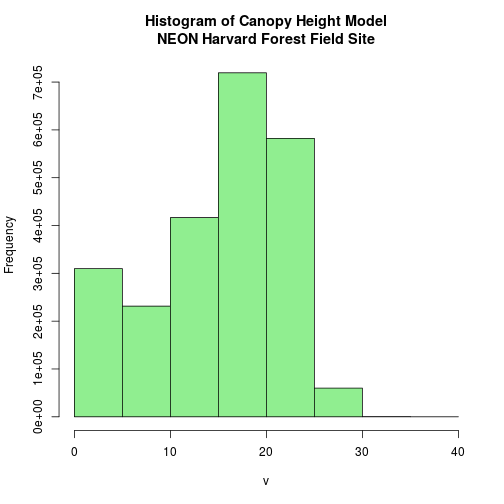 Histogram of Canopy Height Model
NEON Harvard Forest Field Site
Frequency
7e+05
6e+05
5e+05
4e+05
3e+05
2e+05
1e+05
0e+00
0 10 20 30 40
v